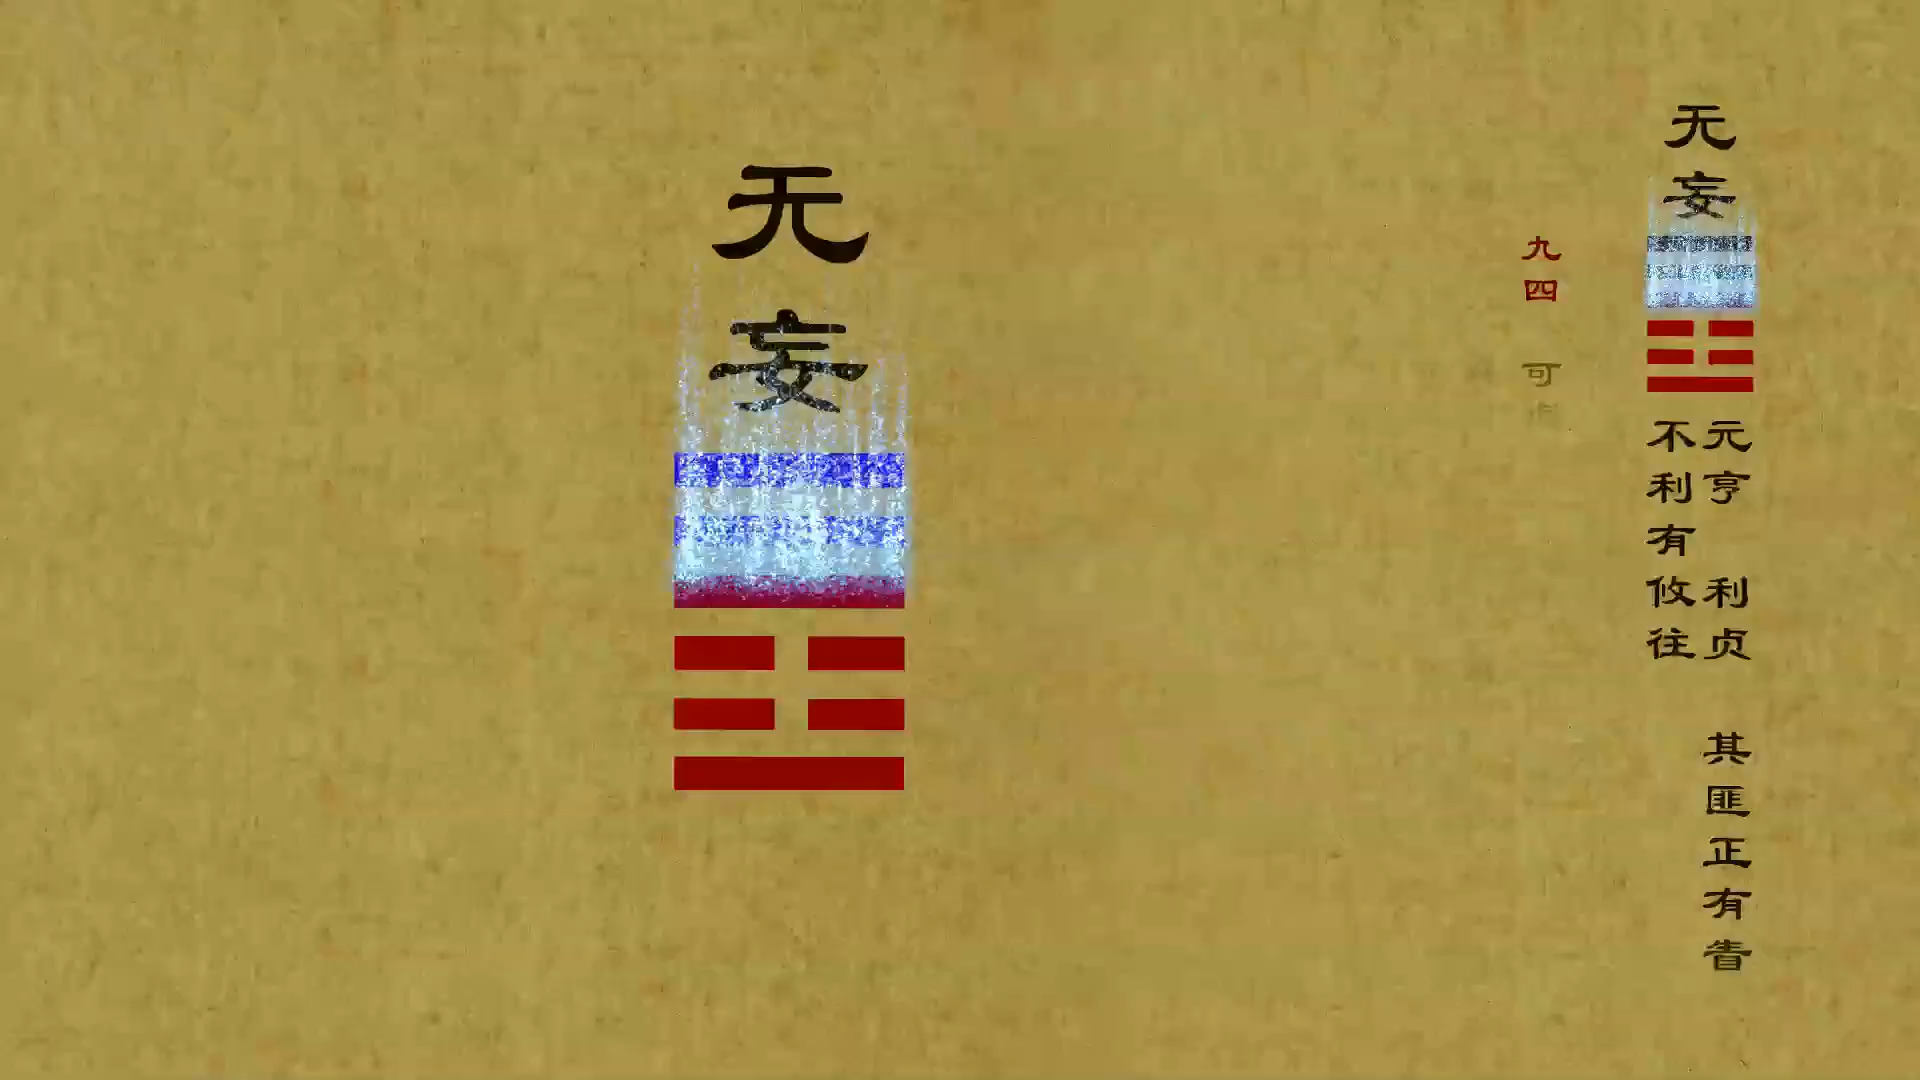 无妄
无妄
元亨 利贞 其匪正有眚
不利有攸往
九四 可